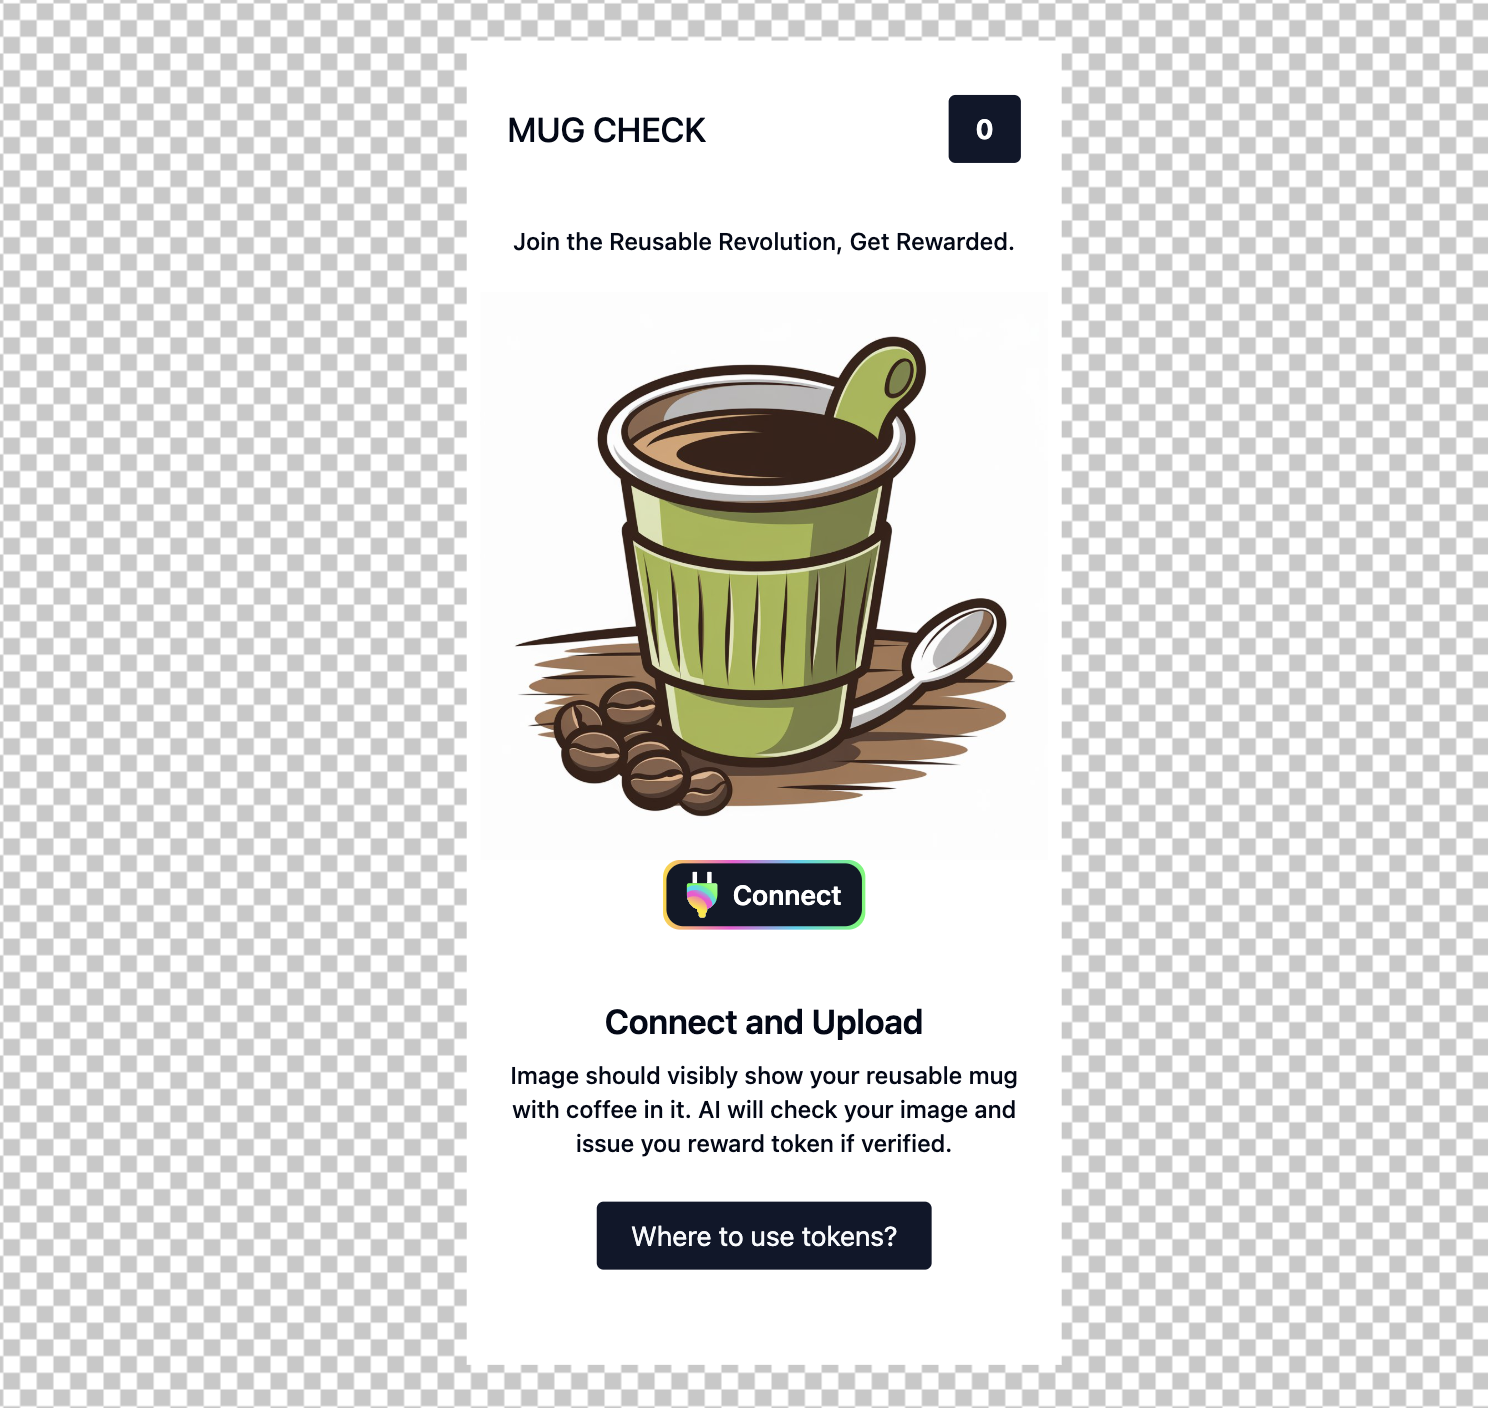 MUG CHECK
0
Join the Reusable Revolution, Get Rewarded.
Connect
Connect and Upload
Image should visibly show your reusable mug
with coffee in it. AI will check your image and
issue you reward token if verified.
Where to use tokens?